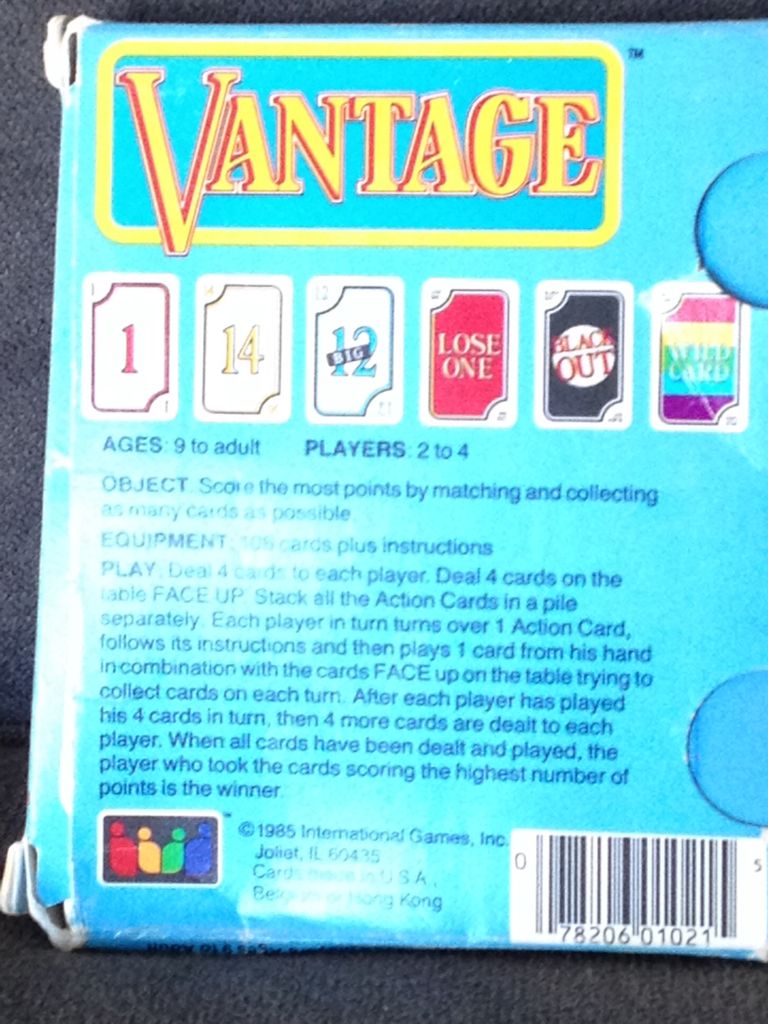 VANTAGE™
1 14 BIG 12 LOSE ONE BLACK OUT WILD CARD
AGES: 9 to adult PLAYERS: 2 to 4
OBJECT: Score the most points by matching and collecting
as many cards as possible.
EQUIPMENT: cards plus instructions
PLAY: Deal 4 cards to each player. Deal 4 cards on the
table FACE UP. Stack all the Action Cards in a pile
separately. Each player in turn turns over 1 Action Card,
follows its instructions and then plays 1 card from his hand
in combination with the cards FACE up on the table trying to
collect cards on each turn. After each player has played
his 4 cards in turn, then 4 more cards are dealt to each
player. When all cards have been dealt and played, the
player who took the cards scoring the highest number of
points is the winner.
©1985 International Games, Inc.
Joliet, IL 60435
Cards made in U.S.A.,
Belgium or Hong Kong
0 78206 01021 5